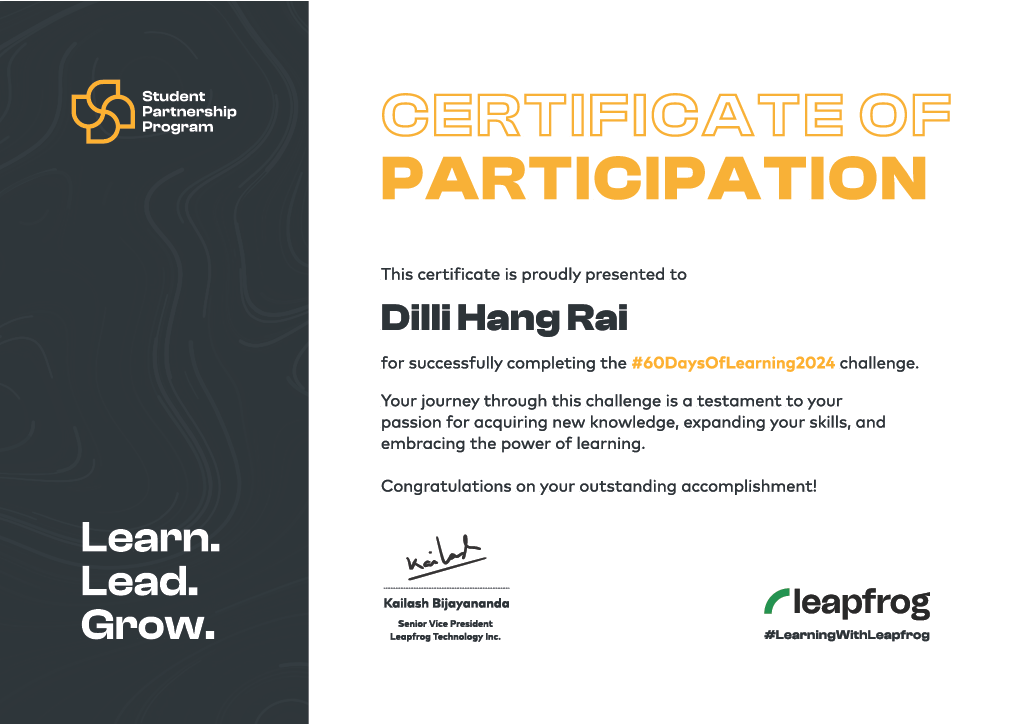 Student
Partnership
Program
CERTIFICATE OF
PARTICIPATION
This certificate is proudly presented to
Dilli Hang Rai
for successfully completing the #60DaysOfLearning2024 challenge.
Your journey through this challenge is a testament to your
passion for acquiring new knowledge, expanding your skills, and
embracing the power of learning.
Congratulations on your outstanding accomplishment!
Kailash
Kailash Bijayananda
Senior Vice President
Leapfrog Technology Inc.
leapfrog
#LearningWithLeapfrog
Learn.
Lead.
Grow.